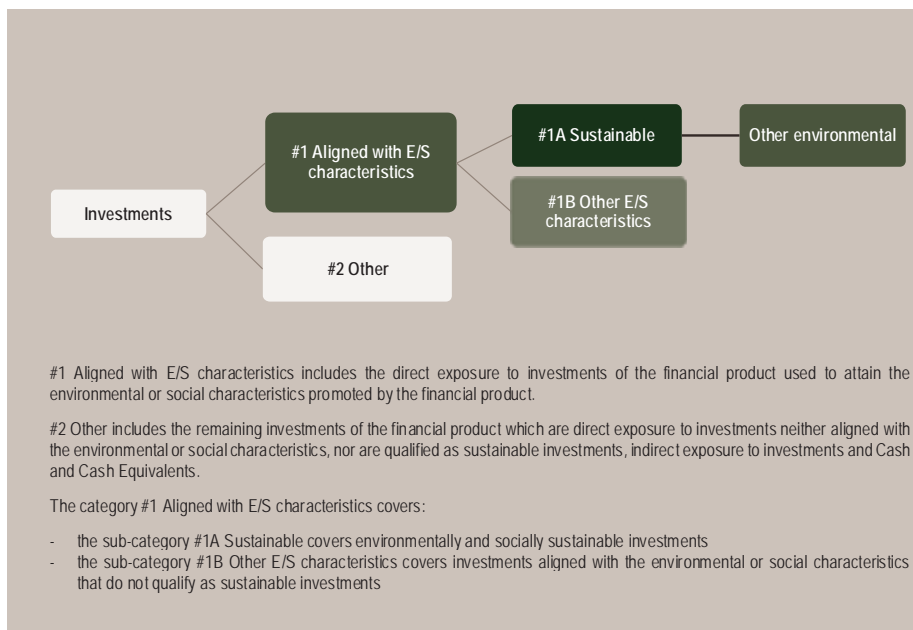 #1 Aligned with E/S
characteristics
#1A Sustainable
Other environmental
Investments
#1B Other E/S
characteristics
#2 Other
#1 Aligned with E/S characteristics includes the direct exposure to investments of the financial product used to attain the
environmental or social characteristics promoted by the financial product.
#2 Other includes the remaining investments of the financial product which are direct exposure to investments neither aligned with
the environmental or social characteristics, nor are qualified as sustainable investments, indirect exposure to investments and Cash
and Cash Equivalents.
The category #1 Aligned with E/S characteristics covers:
- the sub-category #1A Sustainable covers environmentally and socially sustainable investments
- the sub-category #1B Other E/S characteristics covers investments aligned with the environmental or social characteristics
that do not qualify as sustainable investments